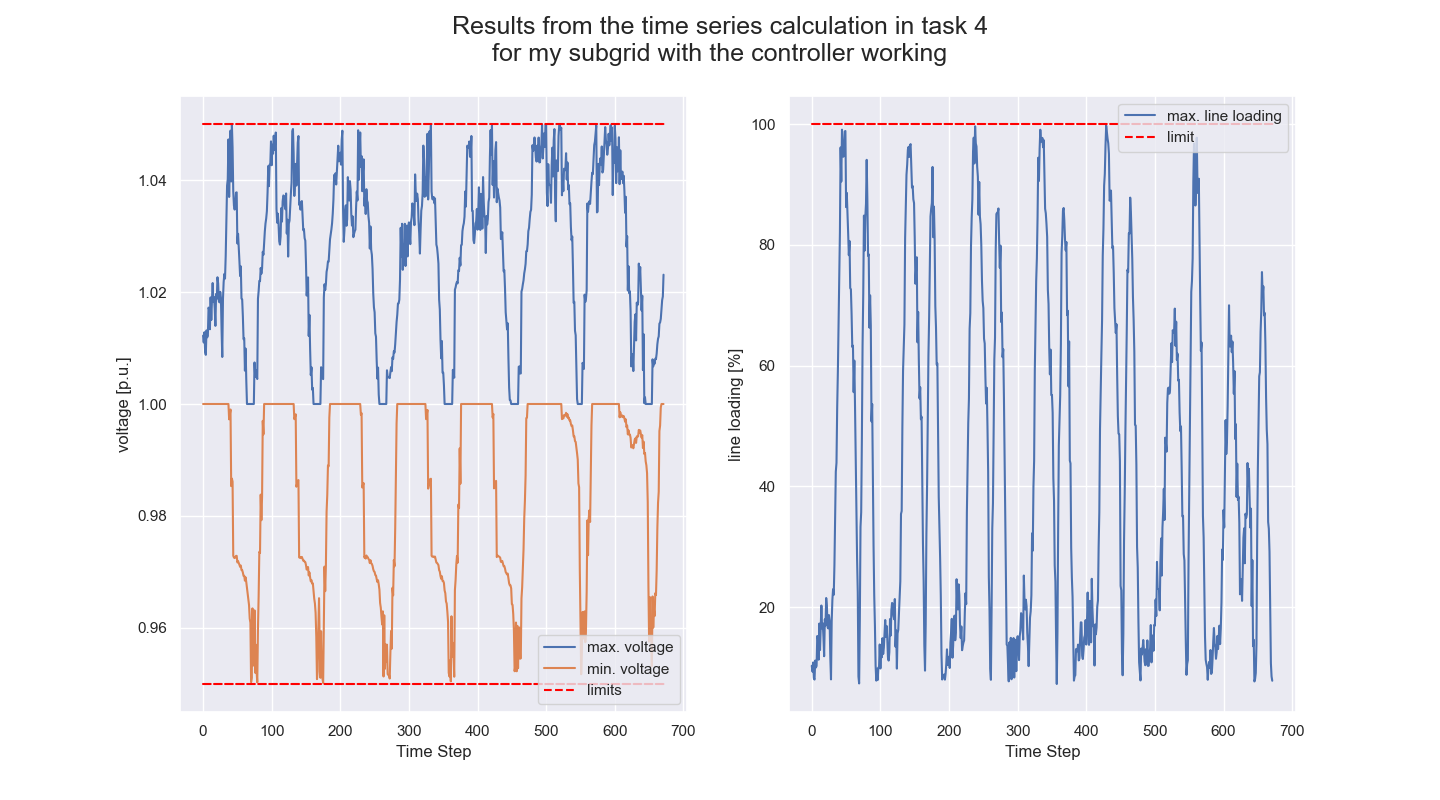 Results from the time series calculation in task 4
for my subgrid with the controller working
voltage [p.u.]
1.04
1.02
1.00
0.98
0.96
0 100 200 300 400 500 600 700
Time Step
max. voltage
min. voltage
limits
line loading [%]
100
80
60
40
20
0 100 200 300 400 500 600 700
Time Step
max. line loading
limit